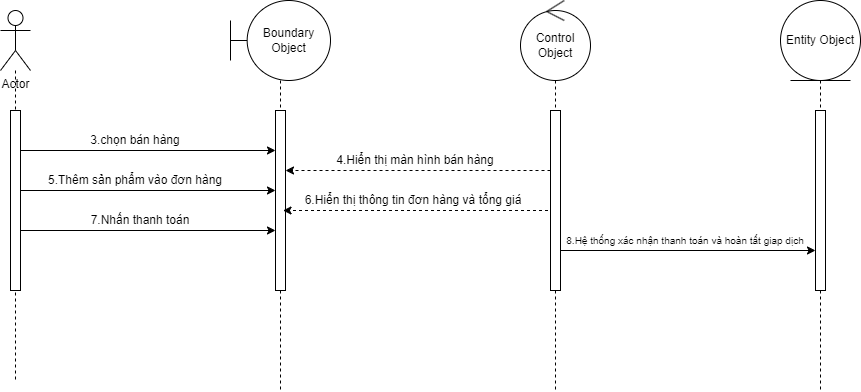 Boundary
Object
Control
Object
Entity Object
Actor
3.chọn bán hàng
4.Hiển thị màn hình bán hàng
5.Thêm sản phẩm vào đơn hàng
6.Hiển thị thông tin đơn hàng và tổng giá
7.Nhấn thanh toán
8.Hệ thống xác nhận thanh toán và hoàn tất giap dịch